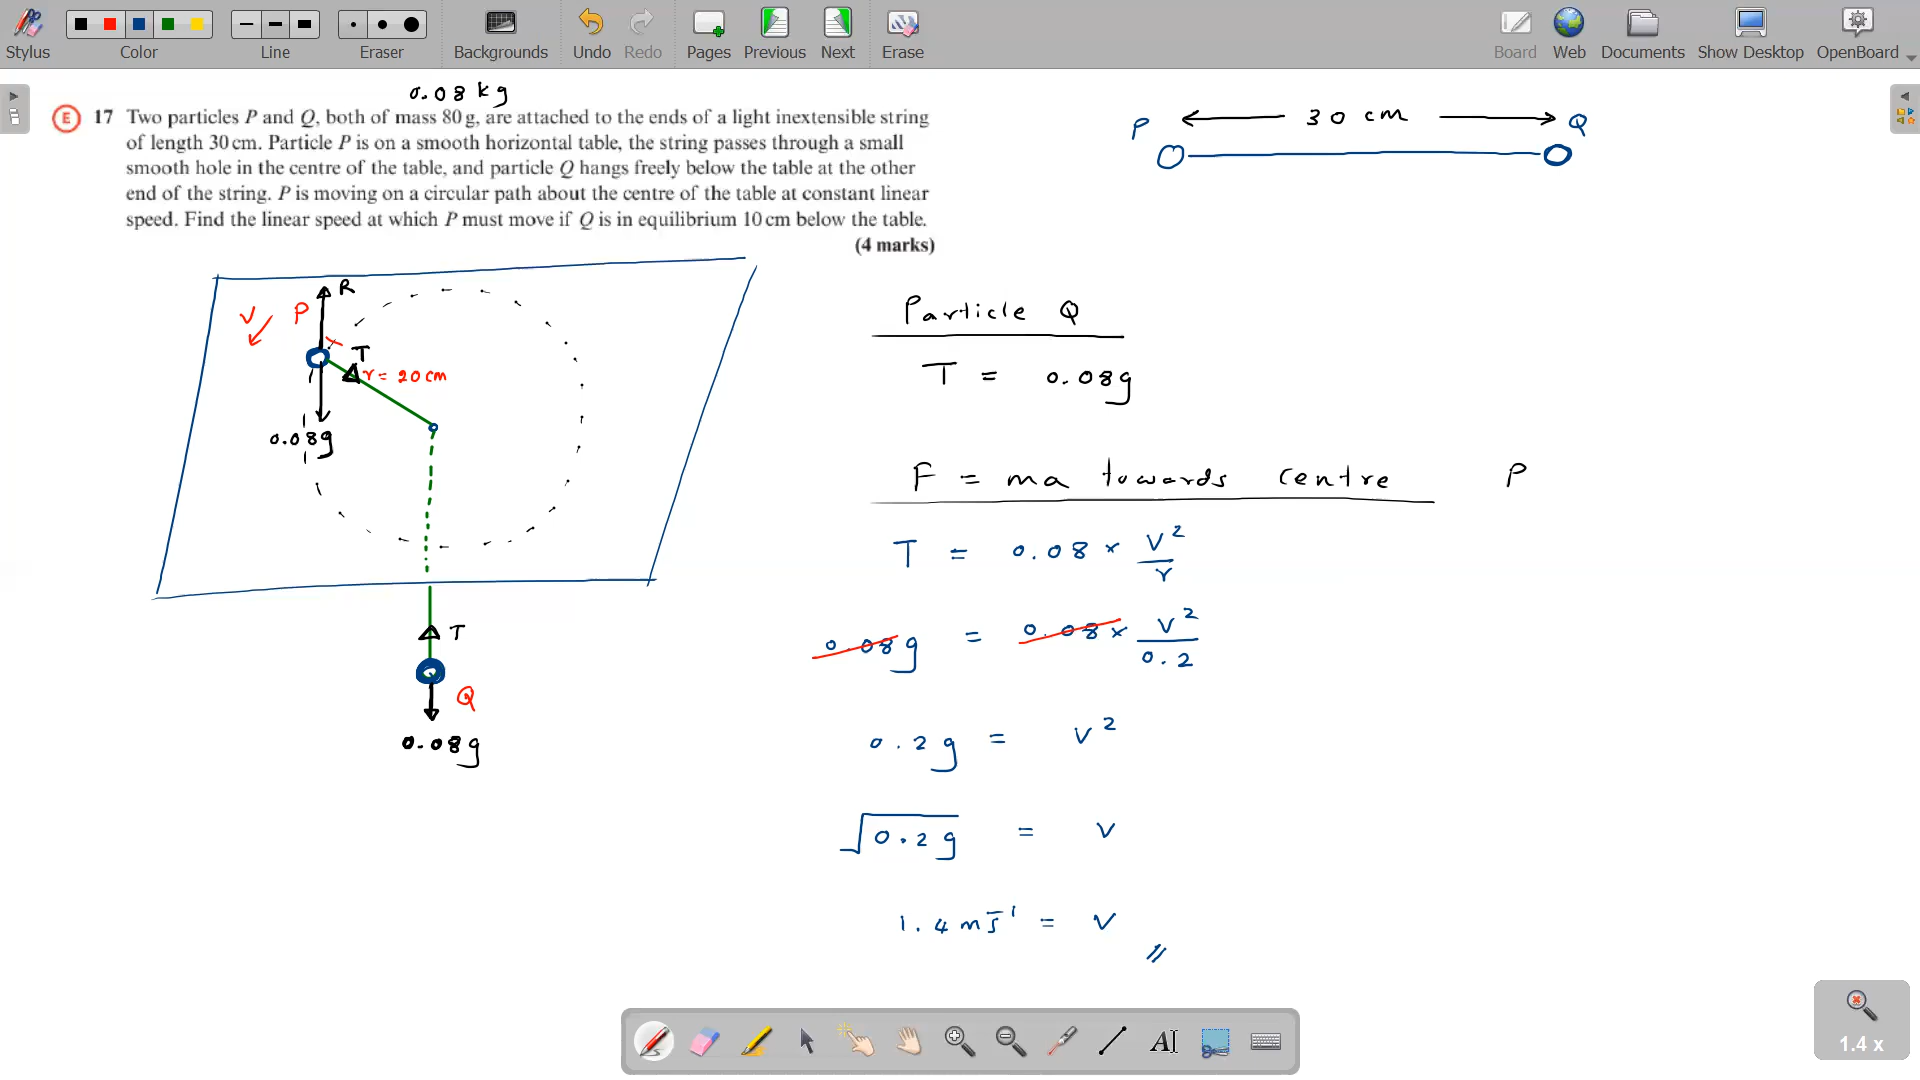 Stylus Color Line Eraser Backgrounds Undo Redo Pages Previous Next Erase Board Web Documents Show Desktop OpenBoard
0.08 kg
E 17 Two particles P and Q, both of mass 80 g, are attached to the ends of a light inextensible string
of length 30 cm. Particle P is on a smooth horizontal table, the string passes through a small
smooth hole in the centre of the table, and particle Q hangs freely below the table at the other
end of the string. P is moving on a circular path about the centre of the table at constant linear
speed. Find the linear speed at which P must move if Q is in equilibrium 10 cm below the table.
(4 marks)
P 30 cm Q
R
V P
T
r = 20 cm
0.08g
T
Q
0.08g
Particle Q
T = 0.08g
F = ma towards centre P
T = 0.08 × v²/r
0.08g = 0.08 × v²/0.2
0.2g = v²
√0.2g = v
1.4 ms⁻¹ = v
1.4 x